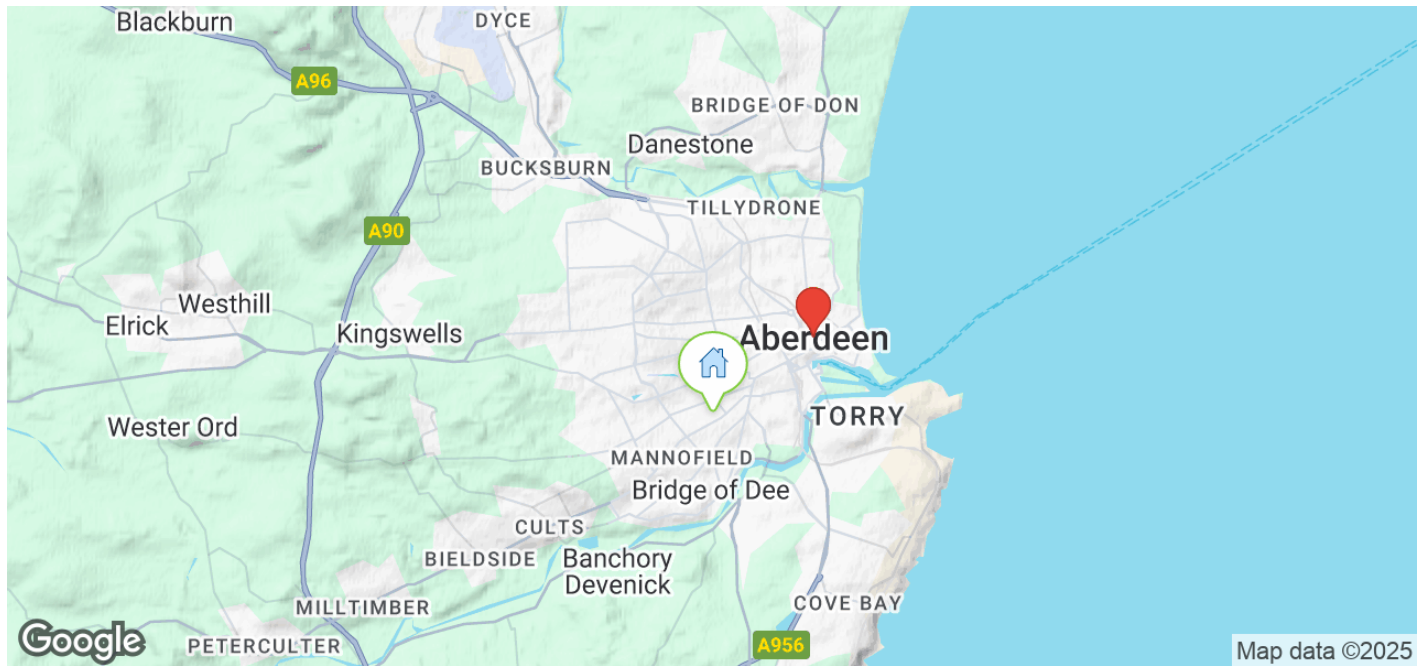 Blackburn
DYCE
A96
BRIDGE OF DON
Danestone
BUCKSBURN
TILLYDRONE
A90
Westhill
Elrick
Kingswells
Aberdeen
TORRY
Wester Ord
MANNOFIELD
Bridge of Dee
CULTS
BIELDSIDE
Banchory
Devenick
MILLTIMBER
COVE BAY
PETERCULTER
A956
Google
Map data ©2025